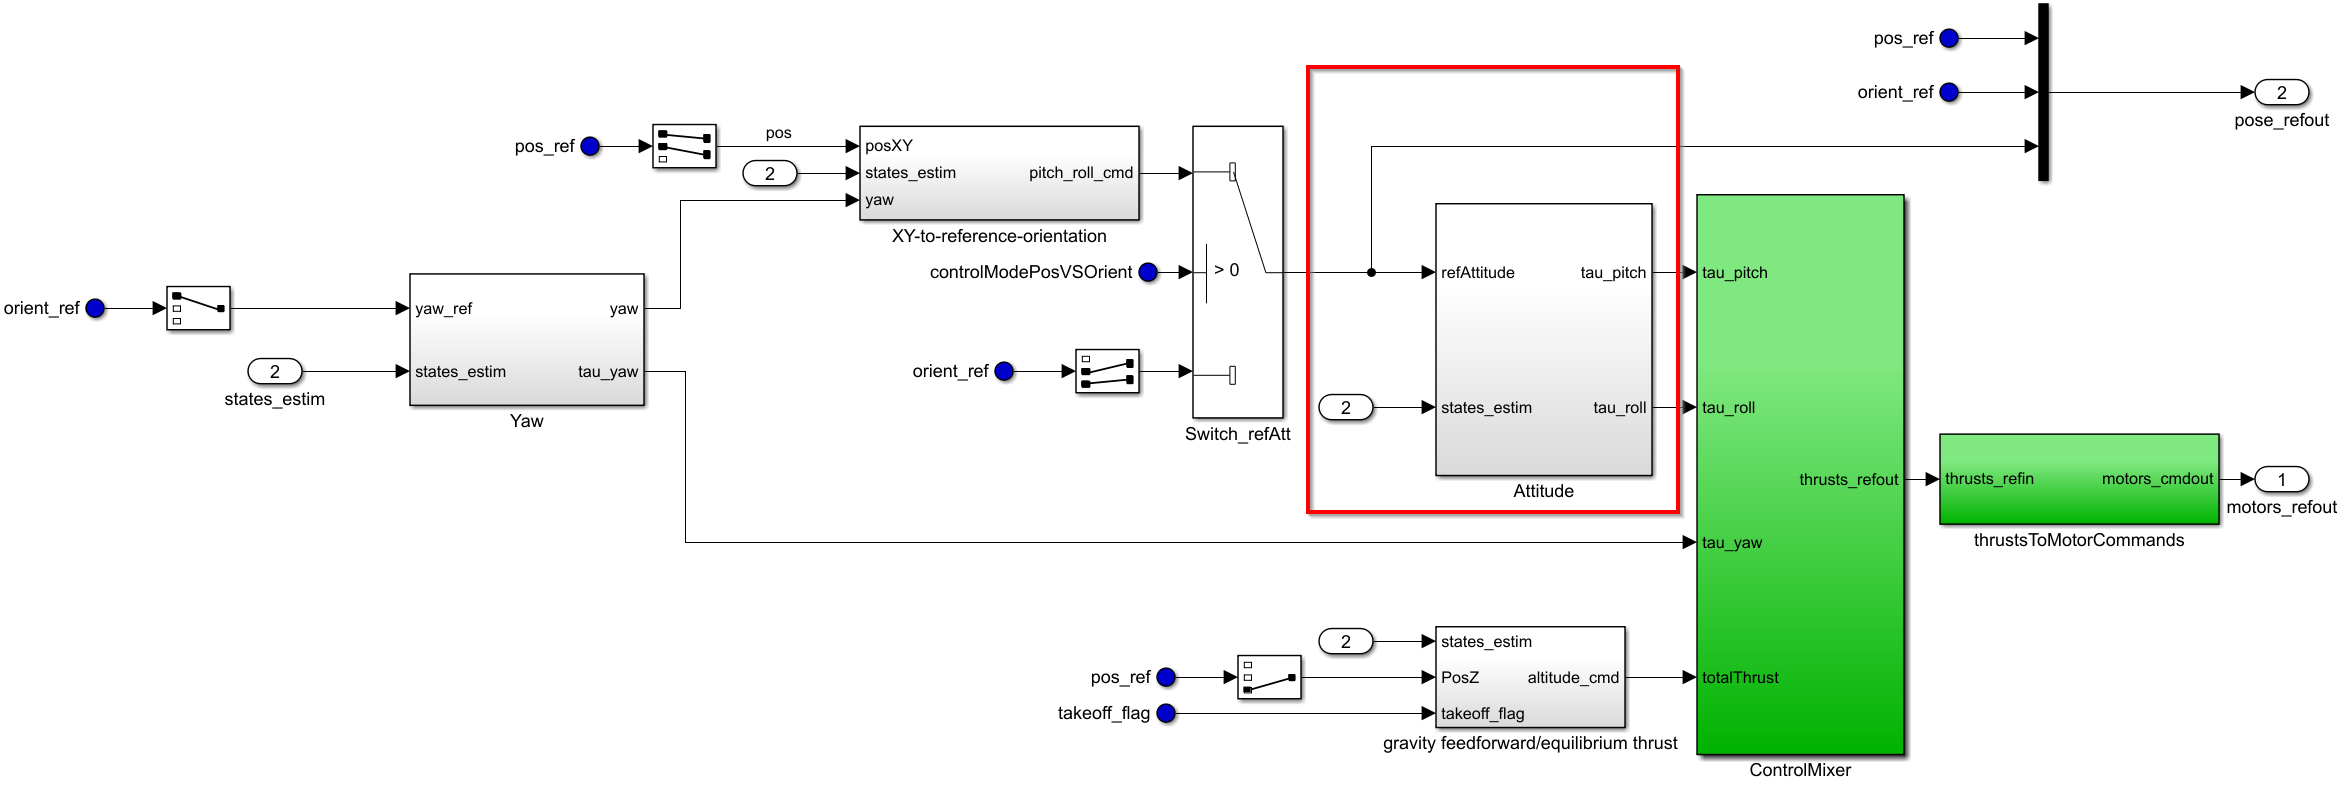 pos_ref
orient_ref
2
pose_refout
pos_ref
pos
2
posXY
states_estim
yaw
pitch_roll_cmd
XY-to-reference-orientation
controlModePosVSOrient
> 0
orient_ref
Switch_refAtt
orient_ref
2
states_estim
yaw_ref
states_estim
yaw
tau_yaw
Yaw
2
refAttitude
states_estim
tau_pitch
tau_roll
Attitude
tau_pitch
tau_roll
tau_yaw
totalThrust
thrusts_refout
ControlMixer
thrusts_refin
motors_cmdout
thrustsToMotorCommands
1
motors_refout
2
pos_ref
takeoff_flag
states_estim
PosZ
takeoff_flag
altitude_cmd
gravity feedforward/equilibrium thrust